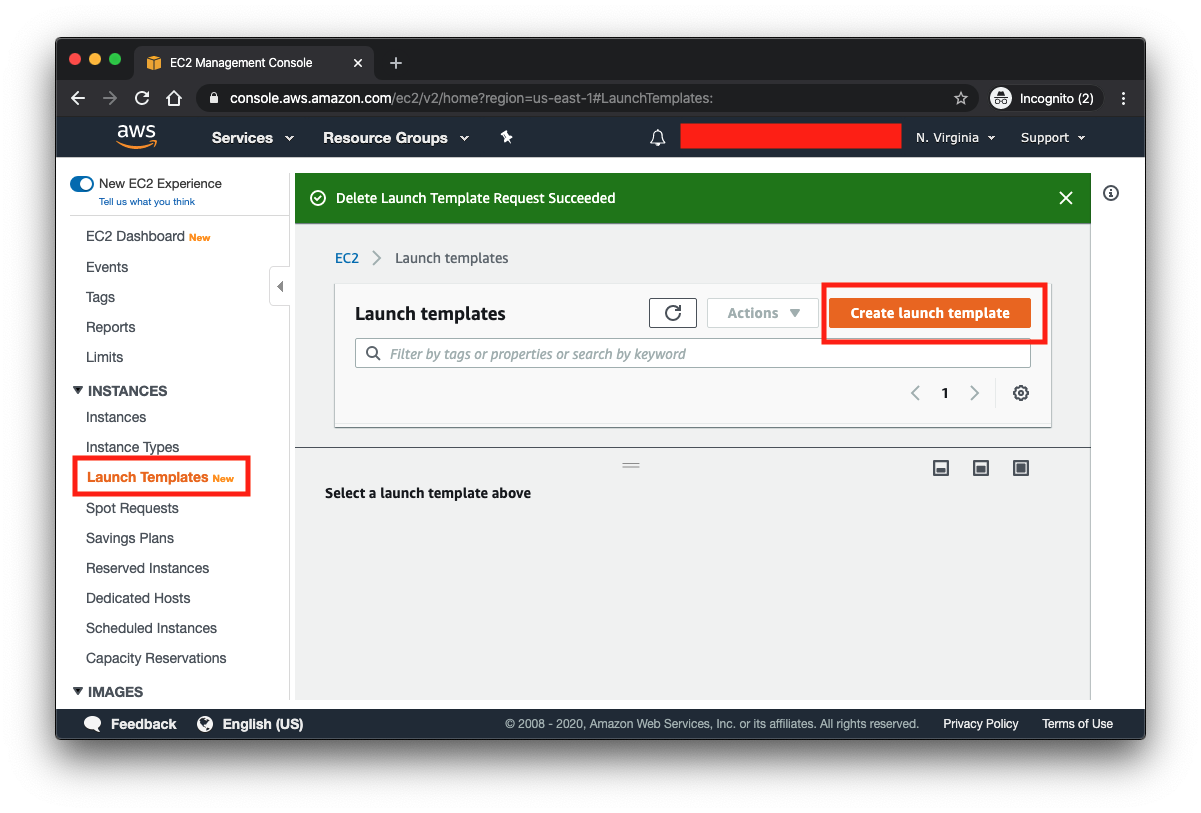 EC2 Management Console
console.aws.amazon.com/ec2/v2/home?region=us-east-1#LaunchTemplates:
Incognito (2)
aws Services Resource Groups N. Virginia Support
New EC2 Experience
Tell us what you think
EC2 Dashboard New
Events
Tags
Reports
Limits
INSTANCES
Instances
Instance Types
Launch Templates New
Spot Requests
Savings Plans
Reserved Instances
Dedicated Hosts
Scheduled Instances
Capacity Reservations
IMAGES
Delete Launch Template Request Succeeded
EC2 Launch templates
Launch templates Actions Create launch template
Filter by tags or properties or search by keyword
1
Select a launch template above
Feedback English (US) © 2008 - 2020, Amazon Web Services, Inc. or its affiliates. All rights reserved. Privacy Policy Terms of Use